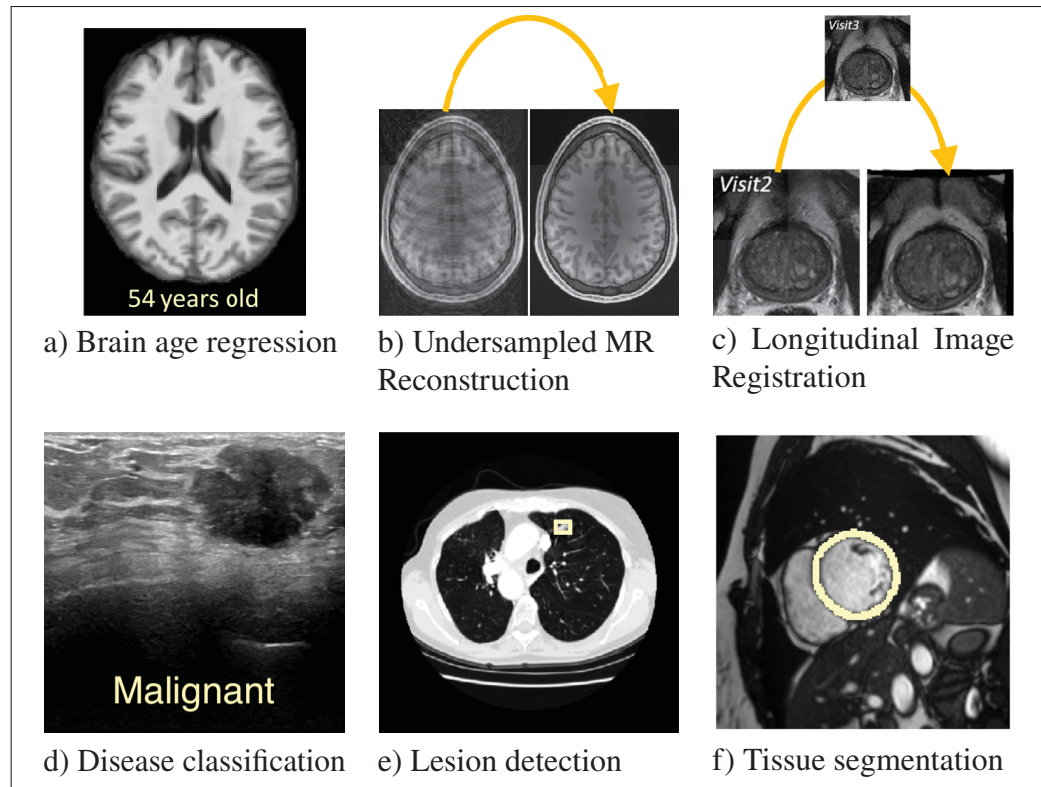 54 years old
a) Brain age regression
b) Undersampled MR
Reconstruction
Visit3
Visit2
c) Longitudinal Image
Registration
Malignant
d) Disease classification
e) Lesion detection
f) Tissue segmentation